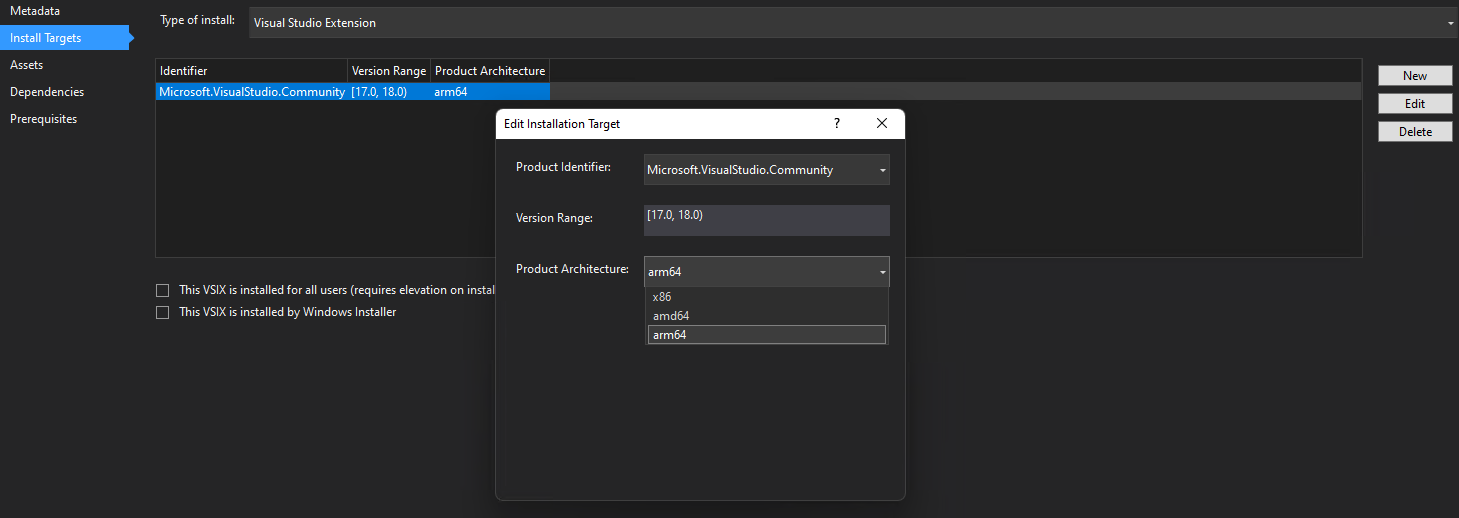 Metadata
Install Targets
Assets
Dependencies
Prerequisites
Type of install: Visual Studio Extension
Identifier Version Range Product Architecture
Microsoft.VisualStudio.Community [17.0, 18.0) arm64
New
Edit
Delete
Edit Installation Target ?
Product Identifier: Microsoft.VisualStudio.Community
Version Range: [17.0, 18.0)
Product Architecture: arm64
x86
amd64
arm64
This VSIX is installed for all users (requires elevation on instal
This VSIX is installed by Windows Installer